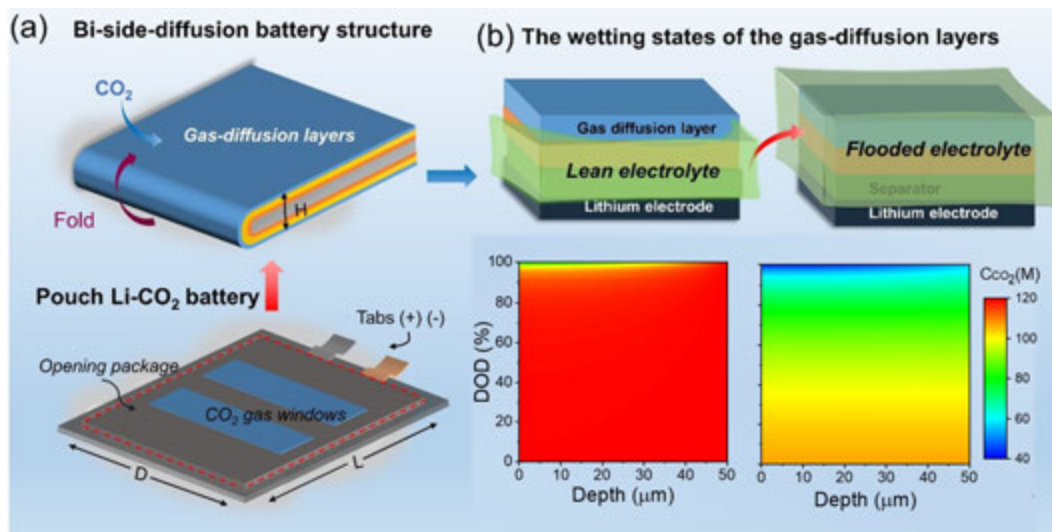 (a) Bi-side-diffusion battery structure
CO₂
Gas-diffusion layers
H
Fold
Pouch Li-CO₂ battery
Tabs (+) (-)
Opening package
CO₂ gas windows
D
L
(b) The wetting states of the gas-diffusion layers
Gas diffusion layer
Lean electrolyte
Lithium electrode
Flooded electrolyte
Separator
Lithium electrode
100
80
60
40
20
0
DOD (%)
0 10 20 30 40 50
Depth (μm)
0 10 20 30 40 50
Depth (μm)
Cco₂(M)
120
100
80
60
40